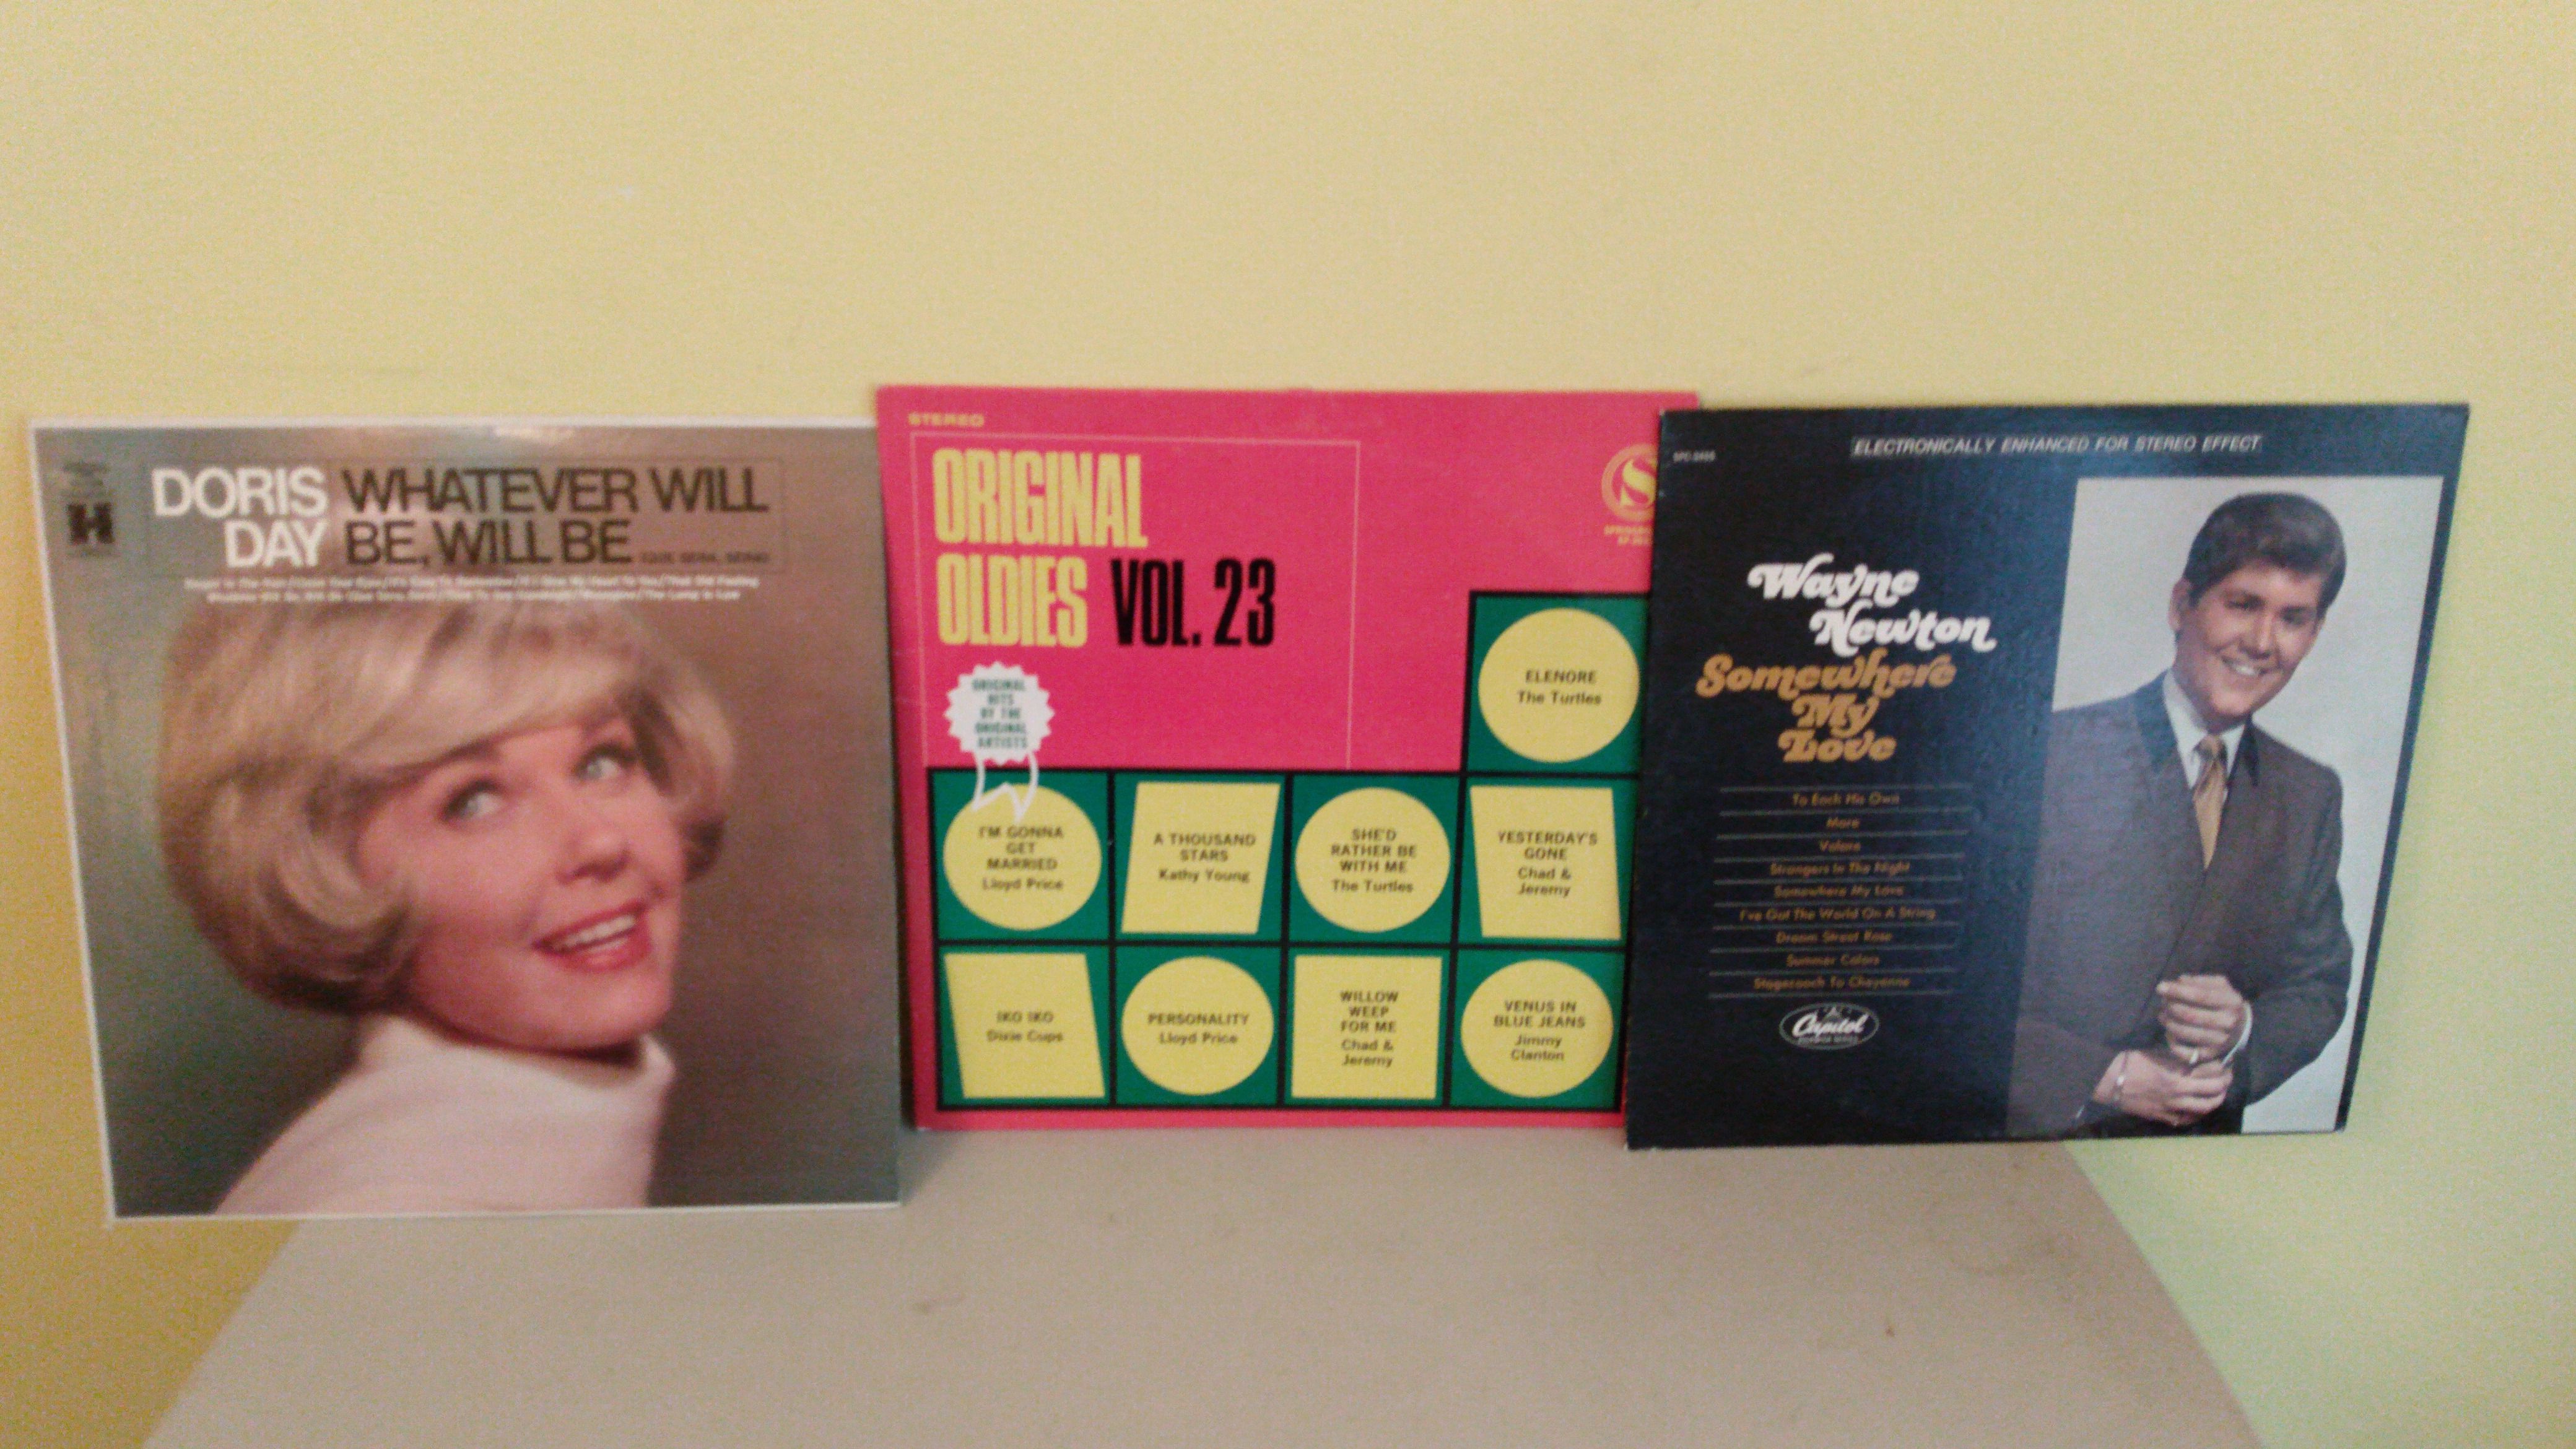 DORIS
DAY
WHATEVER WILL
BE, WILL BE (QUE SERA, SERA)
H
STEREO
ORIGINAL
OLDIES VOL. 23
S
ORIGINAL
HITS
BY THE
ORIGINAL
ARTISTS
ELENORE
The Turtles
I'M GONNA
GET
MARRIED
Lloyd Price
A THOUSAND
STARS
Kathy Young
SHE'D
RATHER BE
WITH ME
The Turtles
YESTERDAY'S
GONE
Chad &
Jeremy
IKO IKO
Dixie Cups
PERSONALITY
Lloyd Price
WILLOW
WEEP
FOR ME
Chad &
Jeremy
VENUS IN
BLUE JEANS
Jimmy
Clanton
ELECTRONICALLY ENHANCED FOR STEREO EFFECT
Wayne
Newton
Somewhere
My
Love
To Each His Own
More
Volare
Strangers In The Night
Somewhere My Love
I've Got The World On A String
Dream Street Rose
Summer Colors
Stagecoach To Cheyenne
Capitol